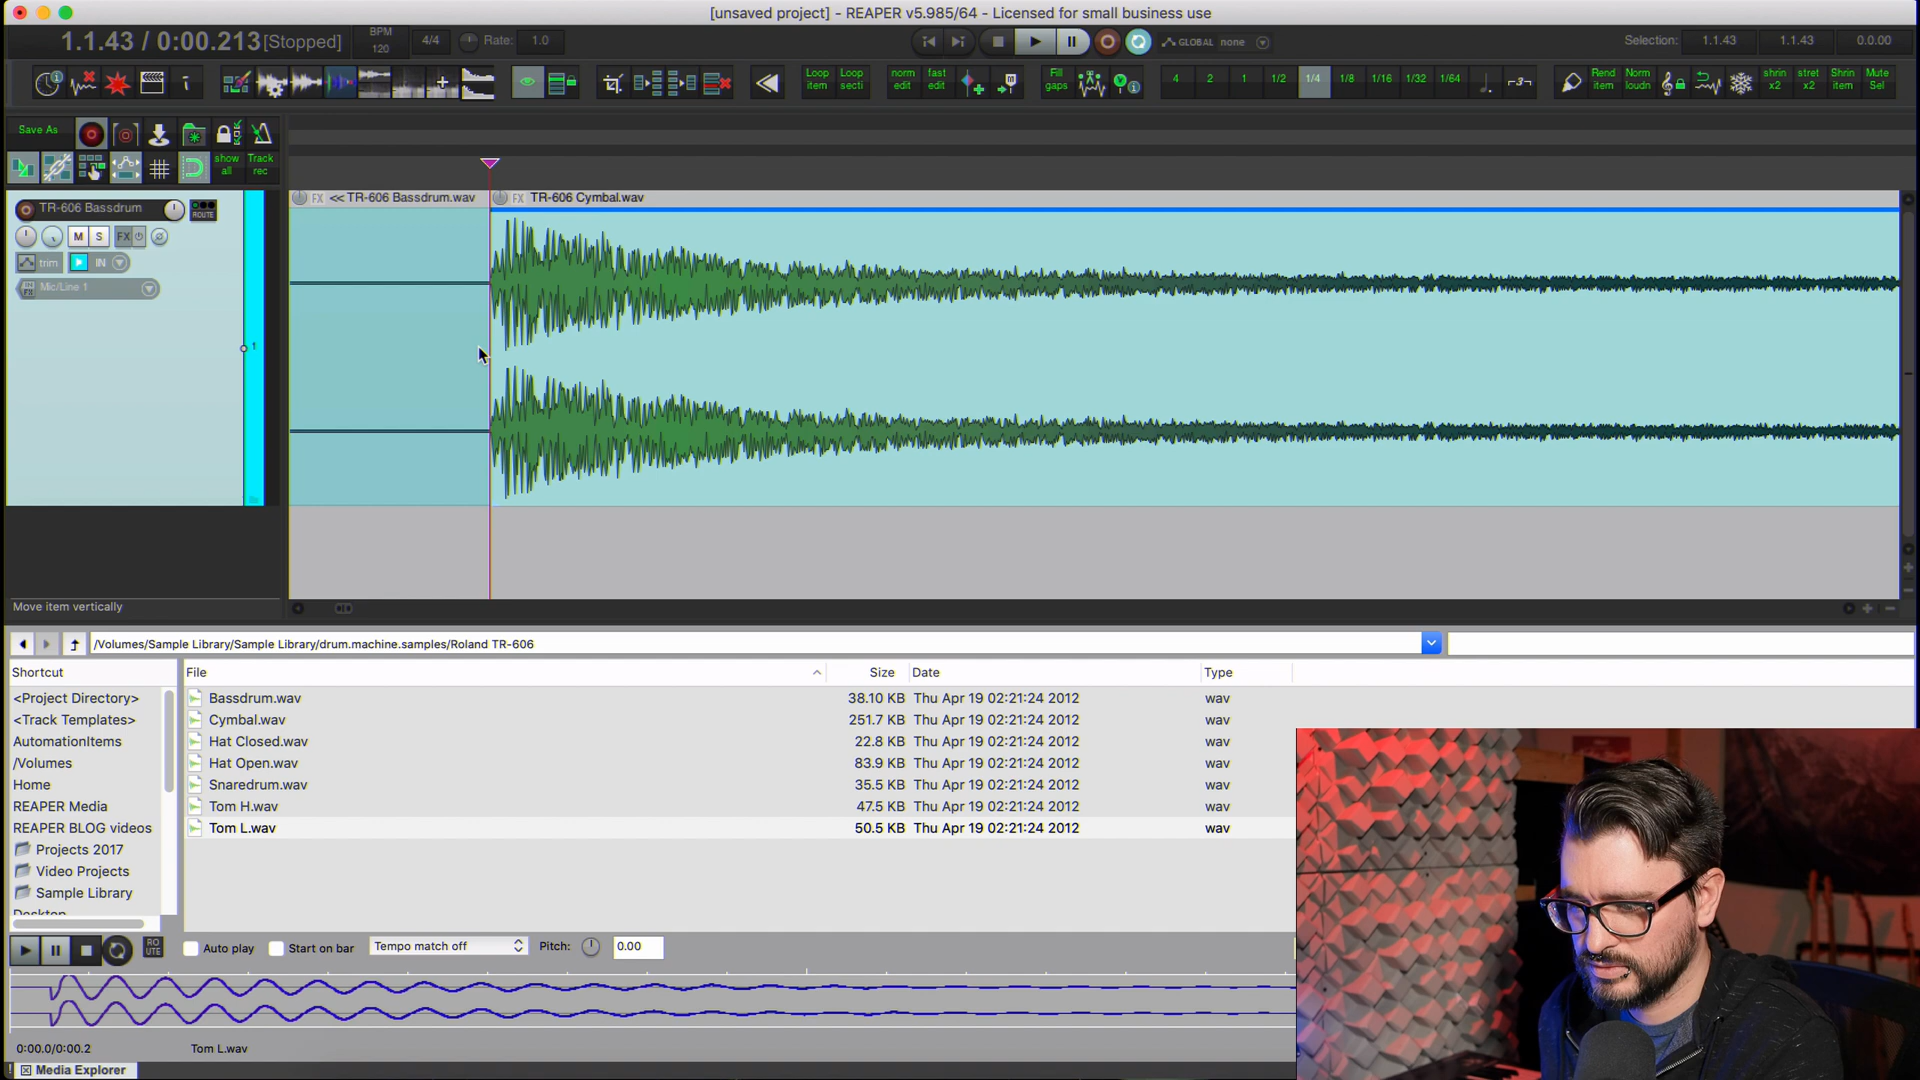 [unsaved project] - REAPER v5.985/64 - Licensed for small business use
1.1.43 / 0:00.213 [Stopped]
BPM
120
4/4
Rate:
1.0
GLOBAL none
Selection:
1.1.43
1.1.43
0.0.00
Loop item
Loop secti
norm edit
fast edit
Fill gaps
4
2
1
1/2
1/4
1/8
1/16
1/32
1/64
3
Rend item
Norm loudn
shrin x2
stret x2
Shrin item
Mute Sel
Save As
show all
Track rec
TR-606 Bassdrum
ROUTE
M
S
FX
trim
IN
Mic/Line 1
1
FX << TR-606 Bassdrum.wav
FX TR-606 Cymbal.wav
Move item vertically
/Volumes/Sample Library/Sample Library/drum.machine.samples/Roland TR-606
Shortcut
<Project Directory>
<Track Templates>
AutomationItems
/Volumes
Home
REAPER Media
REAPER BLOG videos
Projects 2017
Video Projects
Sample Library
Desktop
File Size Date Type
Bassdrum.wav 38.10 KB Thu Apr 19 02:21:24 2012 wav
Cymbal.wav 251.7 KB Thu Apr 19 02:21:24 2012 wav
Hat Closed.wav 22.8 KB Thu Apr 19 02:21:24 2012 wav
Hat Open.wav 83.9 KB Thu Apr 19 02:21:24 2012 wav
Snaredrum.wav 35.5 KB Thu Apr 19 02:21:24 2012 wav
Tom H.wav 47.5 KB Thu Apr 19 02:21:24 2012 wav
Tom L.wav 50.5 KB Thu Apr 19 02:21:24 2012 wav
RO
UTE
Auto play
Start on bar
Tempo match off
Pitch:
0.00
0:00.0/0:00.2
Tom L.wav
Media Explorer